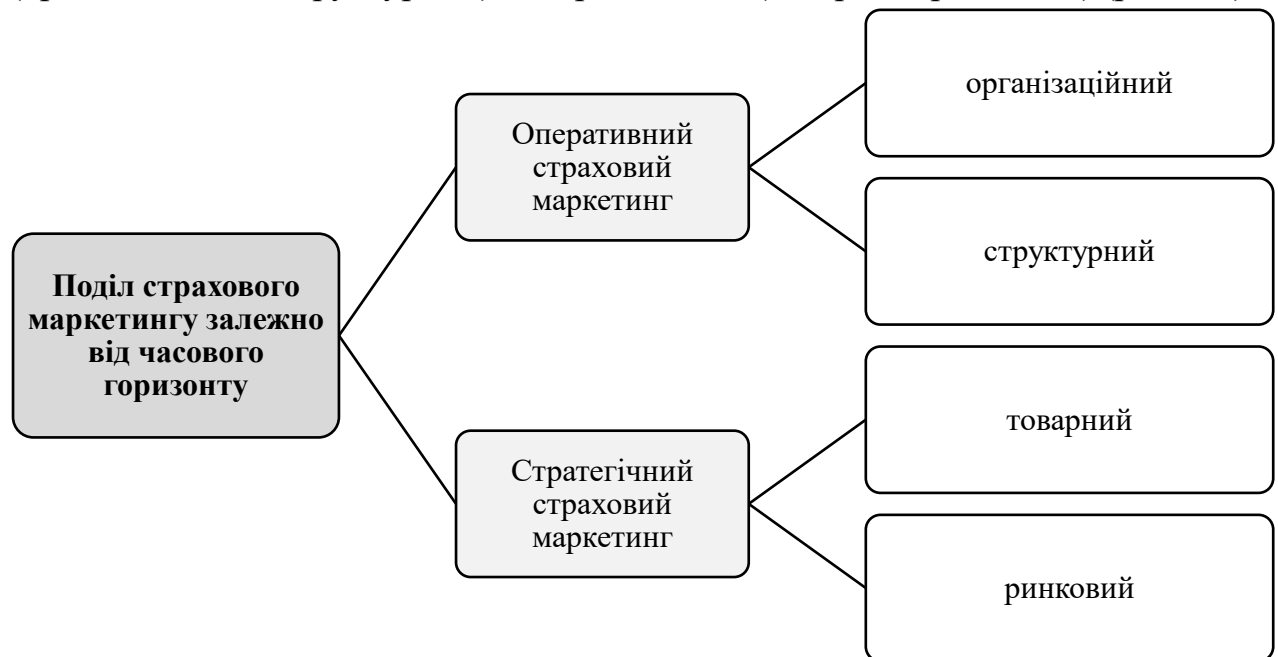 Поділ страхового
маркетингу залежно
від часового
горизонту
Оперативний
страховий
маркетинг
організаційний
структурний
Стратегічний
страховий
маркетинг
товарний
ринковий